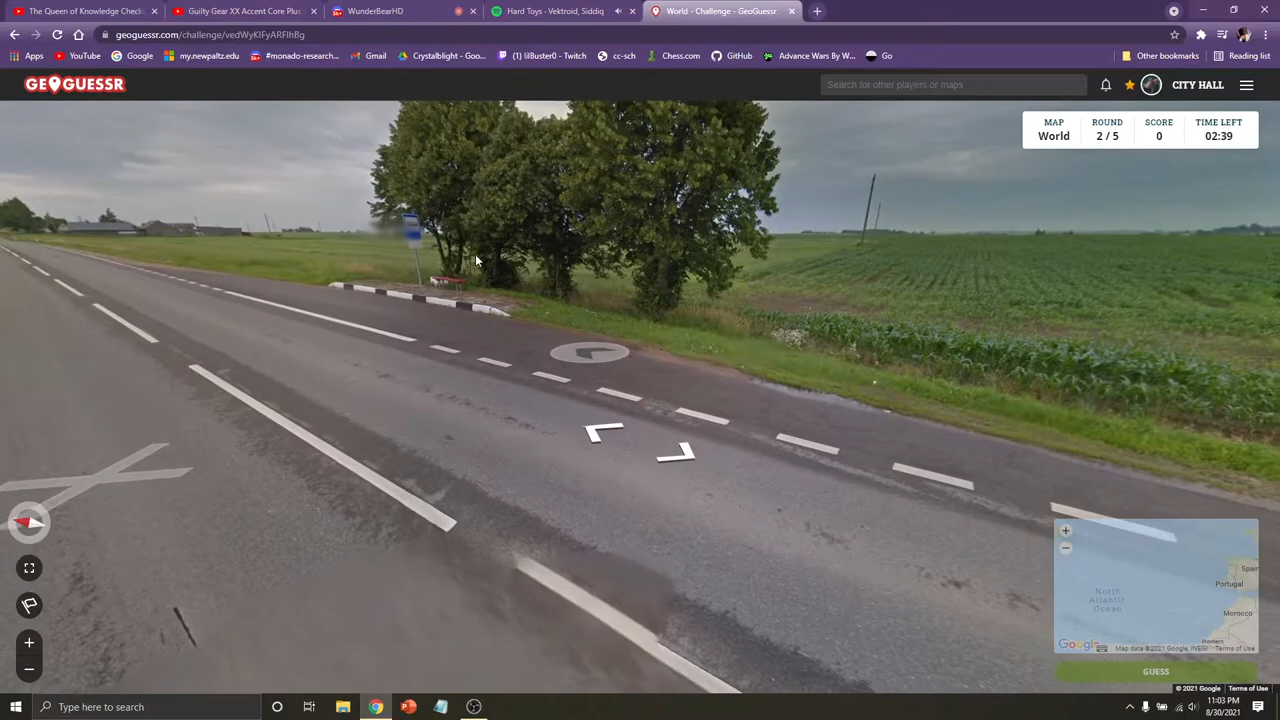 The Queen of Knowledge Checks:
Guilty Gear XX Accent Core Plus
WunderBearHD
Hard Toys - Vektroid, Siddiq
World - Challenge - GeoGuessr
geoguessr.com/challenge/vedWyKIFyARFlhBg
Apps
YouTube
Google
my.newpaltz.edu
#monado-research...
Gmail
Crystalblight - Goo...
(1) lilBuster0 - Twitch
cc-sch
Chess.com
GitHub
Advance Wars By W...
Go
Other bookmarks
Reading list
GEOGUESSR
Search for other players or maps
CITY HALL
MAP ROUND SCORE TIME LEFT
World 2 / 5 0 02:39
Spain
Portugal
North
Atlantic
Ocean
Morocco
Western
Google
Map data ©2021 Google, INEGI
Terms of Use
GUESS
© 2021 Google
Terms of Use
Type here to search
11:03 PM
8/30/2021